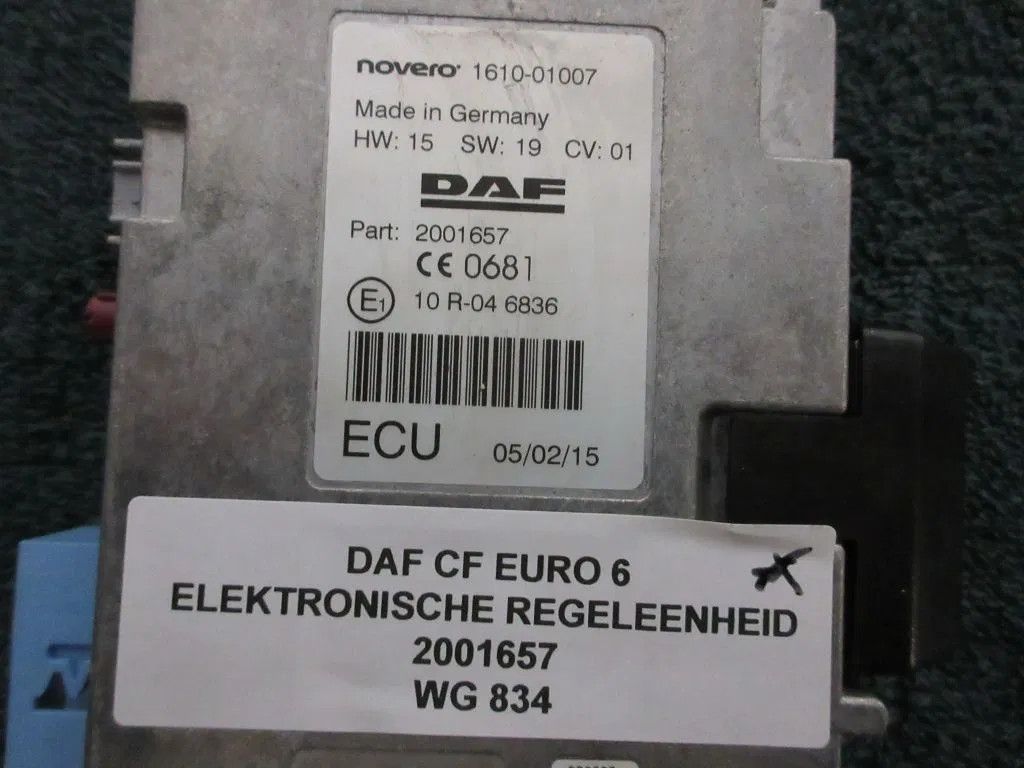 novero 1610-01007
Made in Germany
HW: 15 SW: 19 CV: 01
DAF
Part: 2001657
CE 0681
E1 10 R-04 6836
ECU 05/02/15
DAF CF EURO 6
ELEKTRONISCHE REGELEENHEID
2001657
WG 834